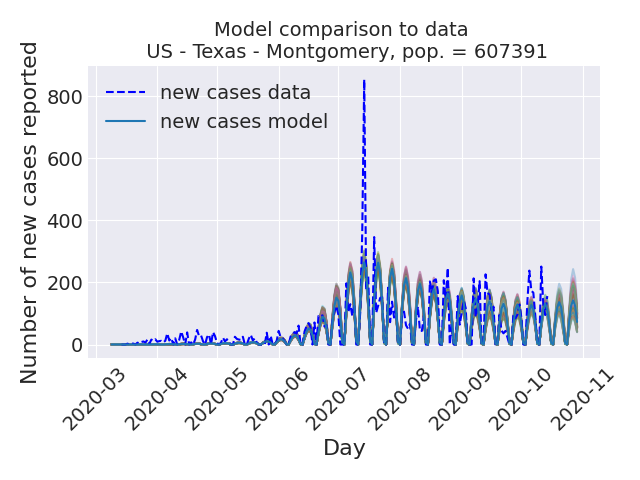 Model comparison to data
US - Texas - Montgomery, pop. = 607391
Number of new cases reported
800
600
400
200
0
new cases data
new cases model
2020-03
2020-04
2020-05
2020-06
2020-07
2020-08
2020-09
2020-10
2020-11
Day